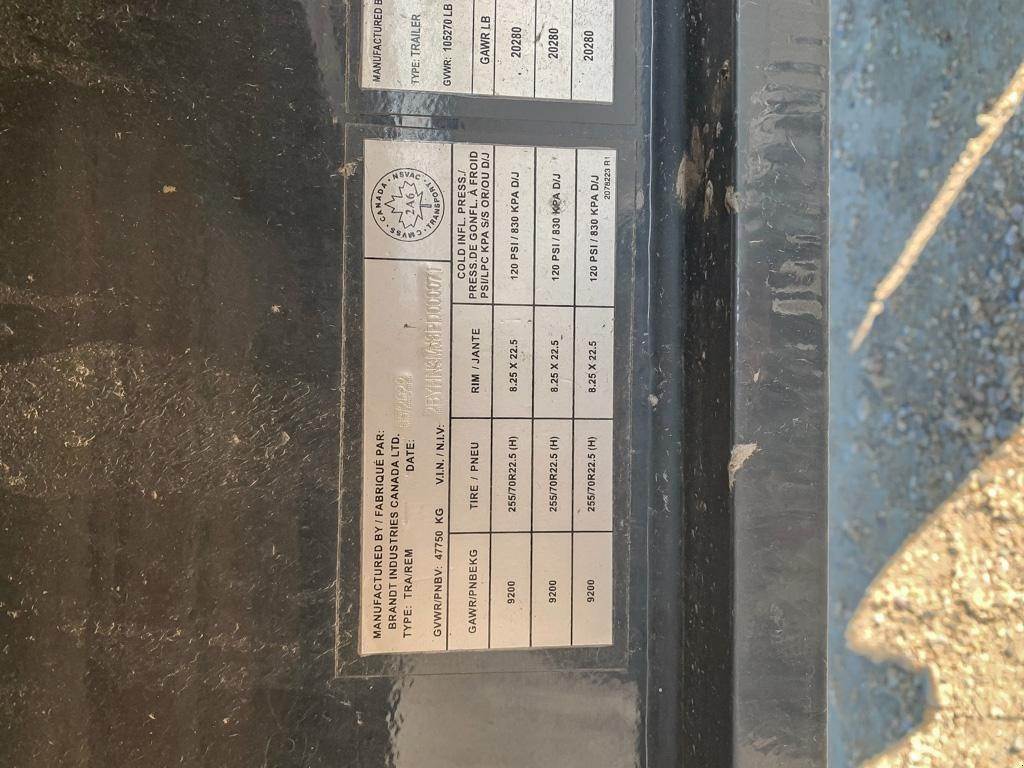 MANUFACTURED BY / FABRIQUÉ PAR:
BRANDT INDUSTRIES CANADA LTD.
TYPE: TRA/REM DATE:
GVWR/PNBV: 47750 KG V.I.N. / N.I.V:
CANADA · NSVAC · TRANSPORT · CMVSS
2A6
GAWR/PNBEKG TIRE / PNEU RIM / JANTE COLD INFL. PRESS./
PRESS.DE GONFL. À FROID
PSI/LPC KPA S/S OR/OU D/J
9200 255/70R22.5 (H) 8.25 X 22.5 120 PSI / 830 KPA D/J
9200 255/70R22.5 (H) 8.25 X 22.5 120 PSI / 830 KPA D/J
9200 255/70R22.5 (H) 8.25 X 22.5 120 PSI / 830 KPA D/J
2078223 R1
MANUFACTURED B
TYPE: TRAILER
GVWR: 105270 LB
GAWR LB
20280
20280
20280